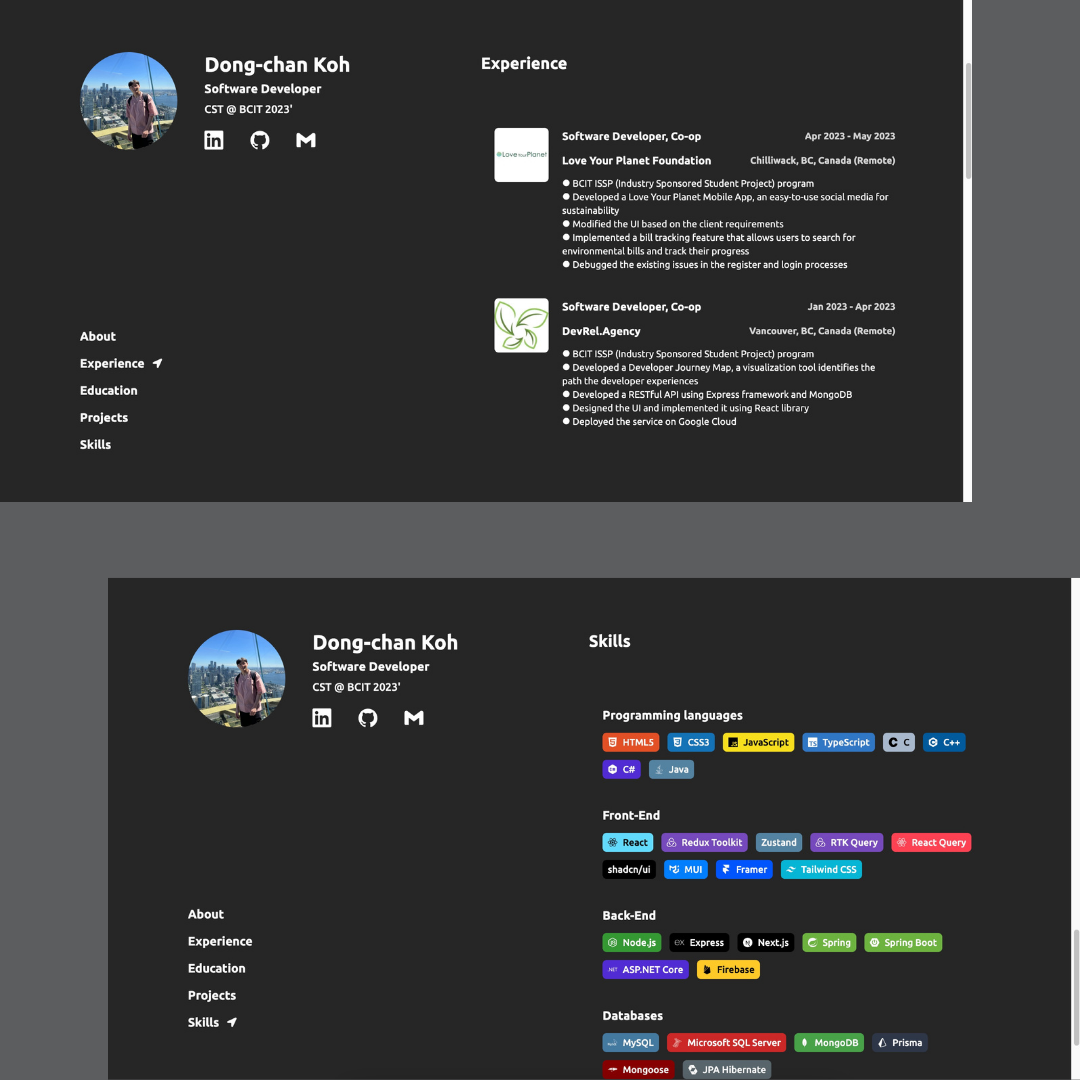 Dong-chan Koh
Software Developer
CST @ BCIT 2023'
About
Experience
Education
Projects
Skills
Experience
LoveYourPlanet
Software Developer, Co-op
Apr 2023 - May 2023
Love Your Planet Foundation
Chilliwack, BC, Canada (Remote)
● BCIT ISSP (Industry Sponsored Student Project) program
● Developed a Love Your Planet Mobile App, an easy-to-use social media for
sustainability
● Modified the UI based on the client requirements
● Implemented a bill tracking feature that allows users to search for
environmental bills and track their progress
● Debugged the existing issues in the register and login processes
Software Developer, Co-op
Jan 2023 - Apr 2023
DevRel.Agency
Vancouver, BC, Canada (Remote)
● BCIT ISSP (Industry Sponsored Student Project) program
● Developed a Developer Journey Map, a visualization tool identifies the
path the developer experiences
● Developed a RESTful API using Express framework and MongoDB
● Designed the UI and implemented it using React library
● Deployed the service on Google Cloud
Dong-chan Koh
Software Developer
CST @ BCIT 2023'
About
Experience
Education
Projects
Skills
Skills
Programming languages
HTML5 CSS3 JS JavaScript TS TypeScript C C C++
C# Java
Front-End
React Redux Toolkit Zustand RTK Query React Query
shadcn/ui MUI Framer Tailwind CSS
Back-End
Node.js EX Express Next.js Spring Spring Boot
.NET ASP.NET Core Firebase
Databases
MySQL Microsoft SQL Server MongoDB Prisma
Mongoose JPA Hibernate